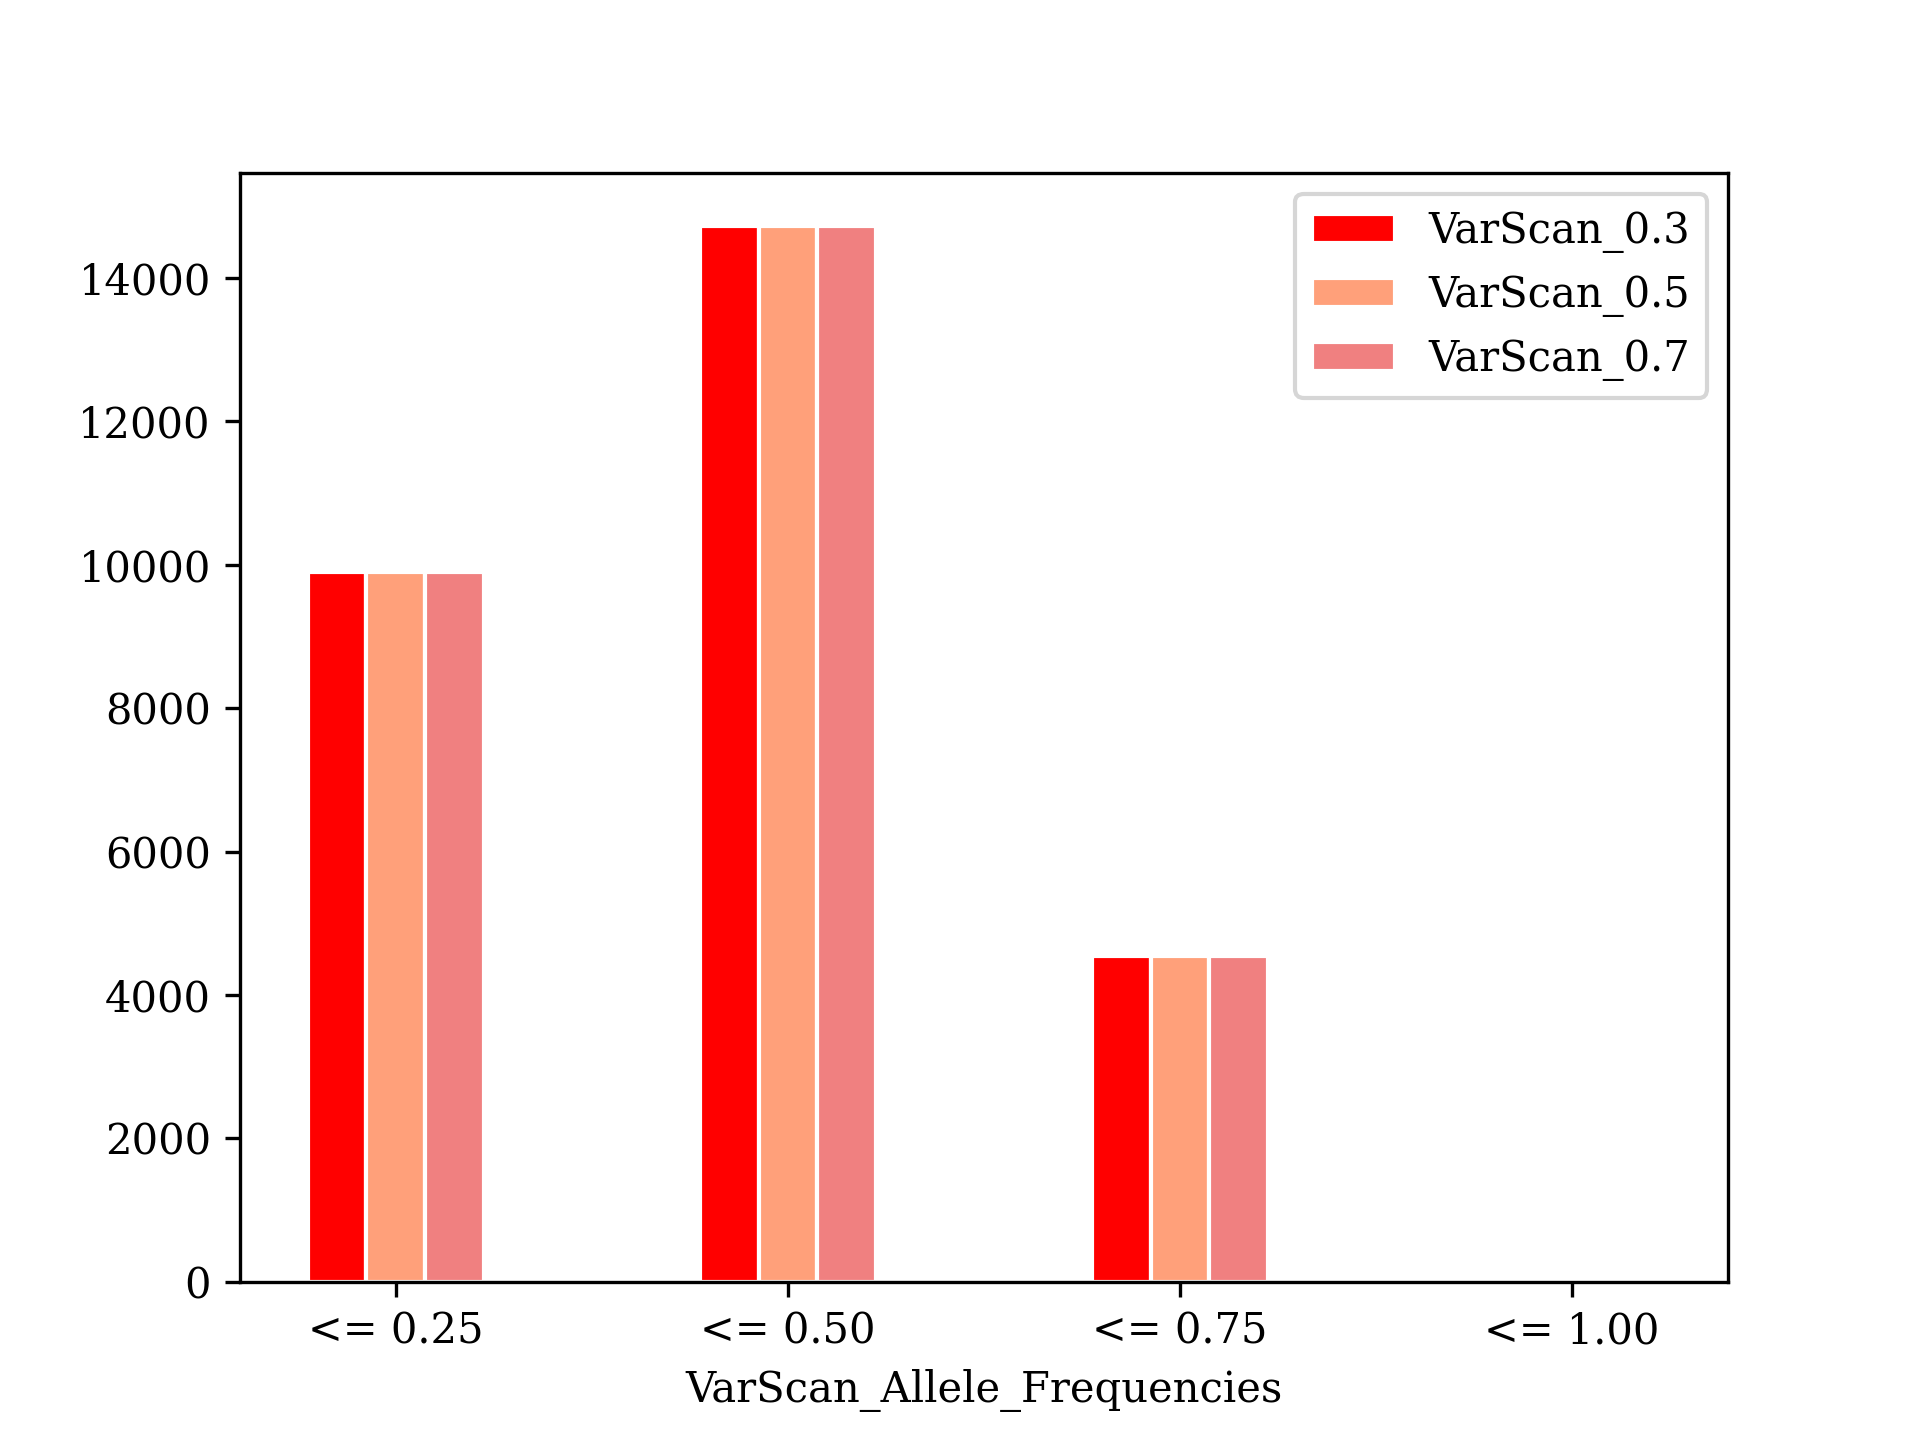 14000
12000
10000
8000
6000
4000
2000
0
VarScan_0.3
VarScan_0.5
VarScan_0.7
<= 0.25 <= 0.50 <= 0.75 <= 1.00
VarScan_Allele_Frequencies